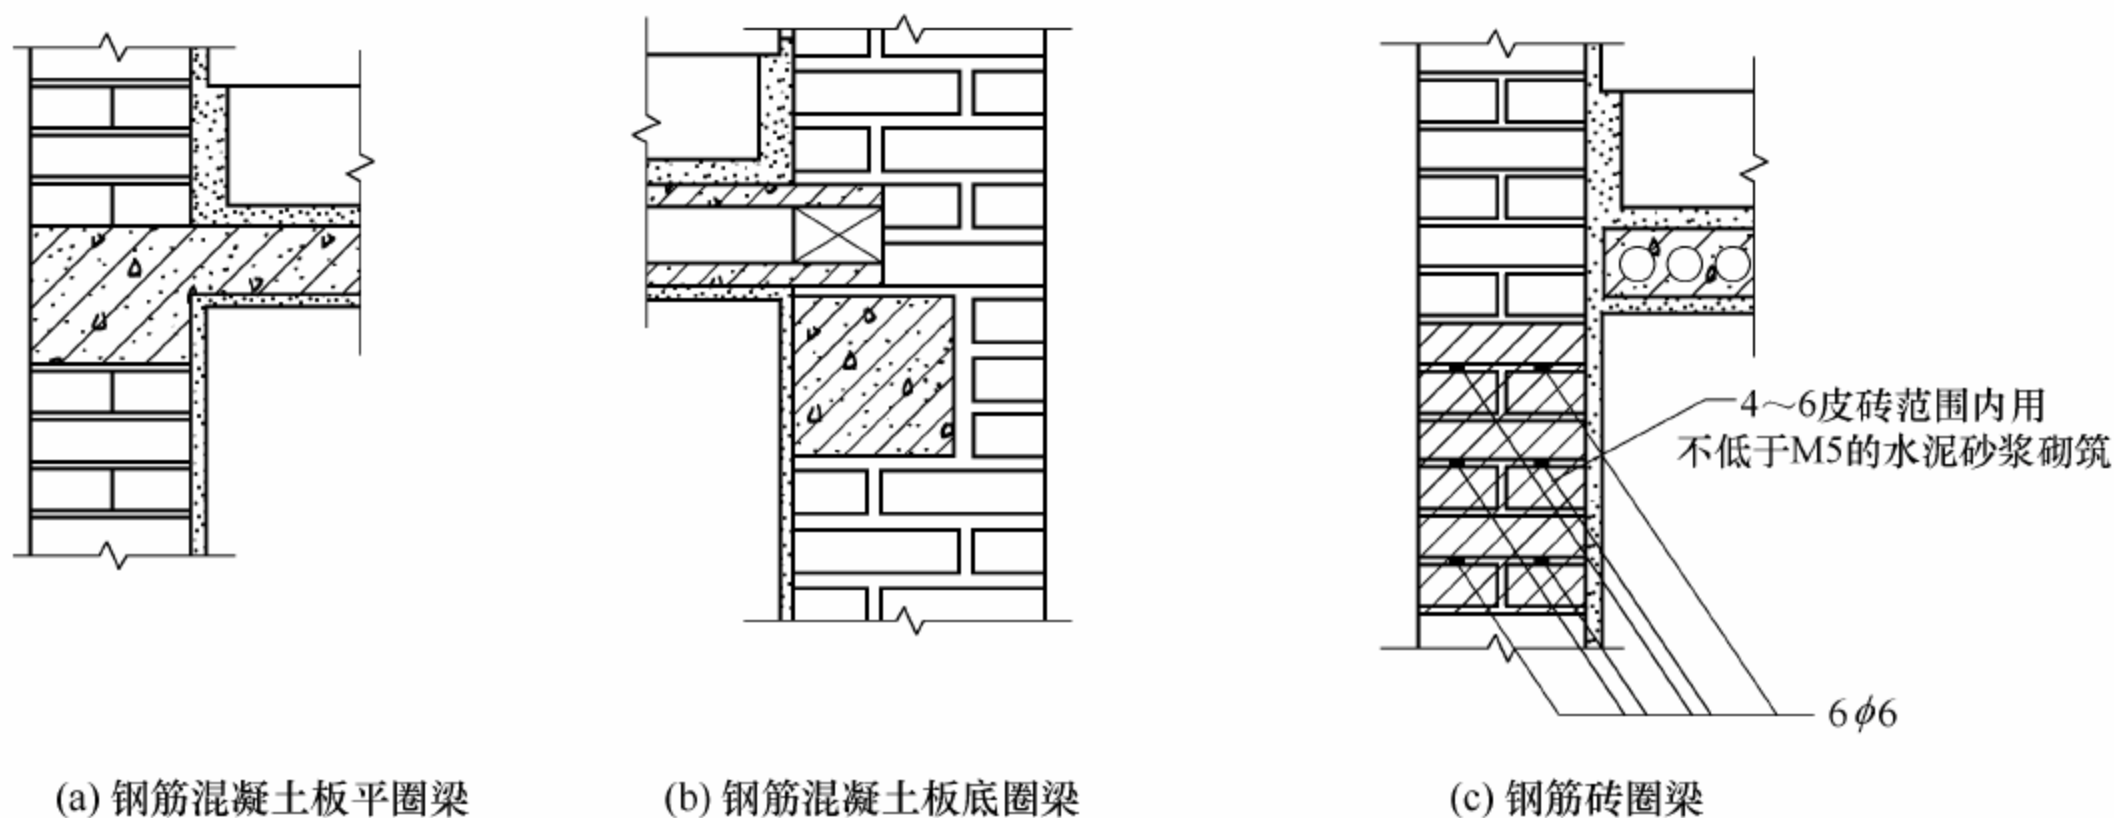 4～6皮砖范围内用
不低于M5的水泥砂浆砌筑
6ϕ6
(a) 钢筋混凝土板平圈梁
(b) 钢筋混凝土板底圈梁
(c) 钢筋砖圈梁